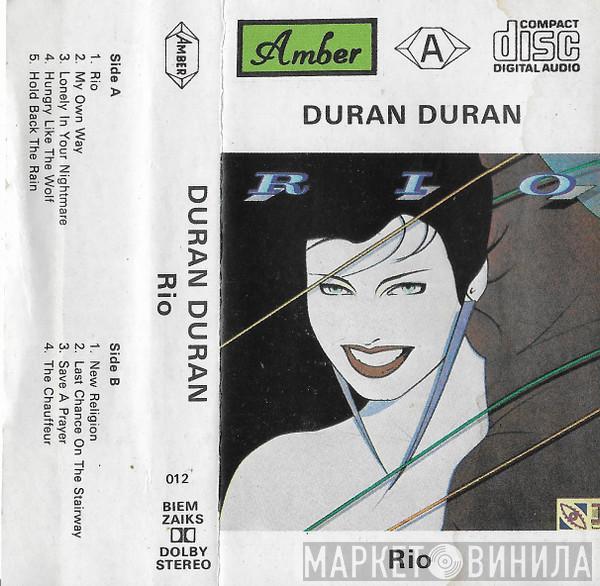 Side A
1. Rio
2. My Own Way
3. Lonely In Your Nightmare
4. Hungry Like The Wolf
5. Hold Back The Rain
Side B
1. New Religion
2. Last Chance On The Stairway
3. Save A Prayer
4. The Chauffeur
AMBER
DURAN DURAN
Rio
012
BIEM
ZAIKS
DOLBY
STEREO
Amber
A
COMPACT
disc
DIGITAL AUDIO
DURAN DURAN
RIO
Rio
МАРКЕТ ВИНИЛА